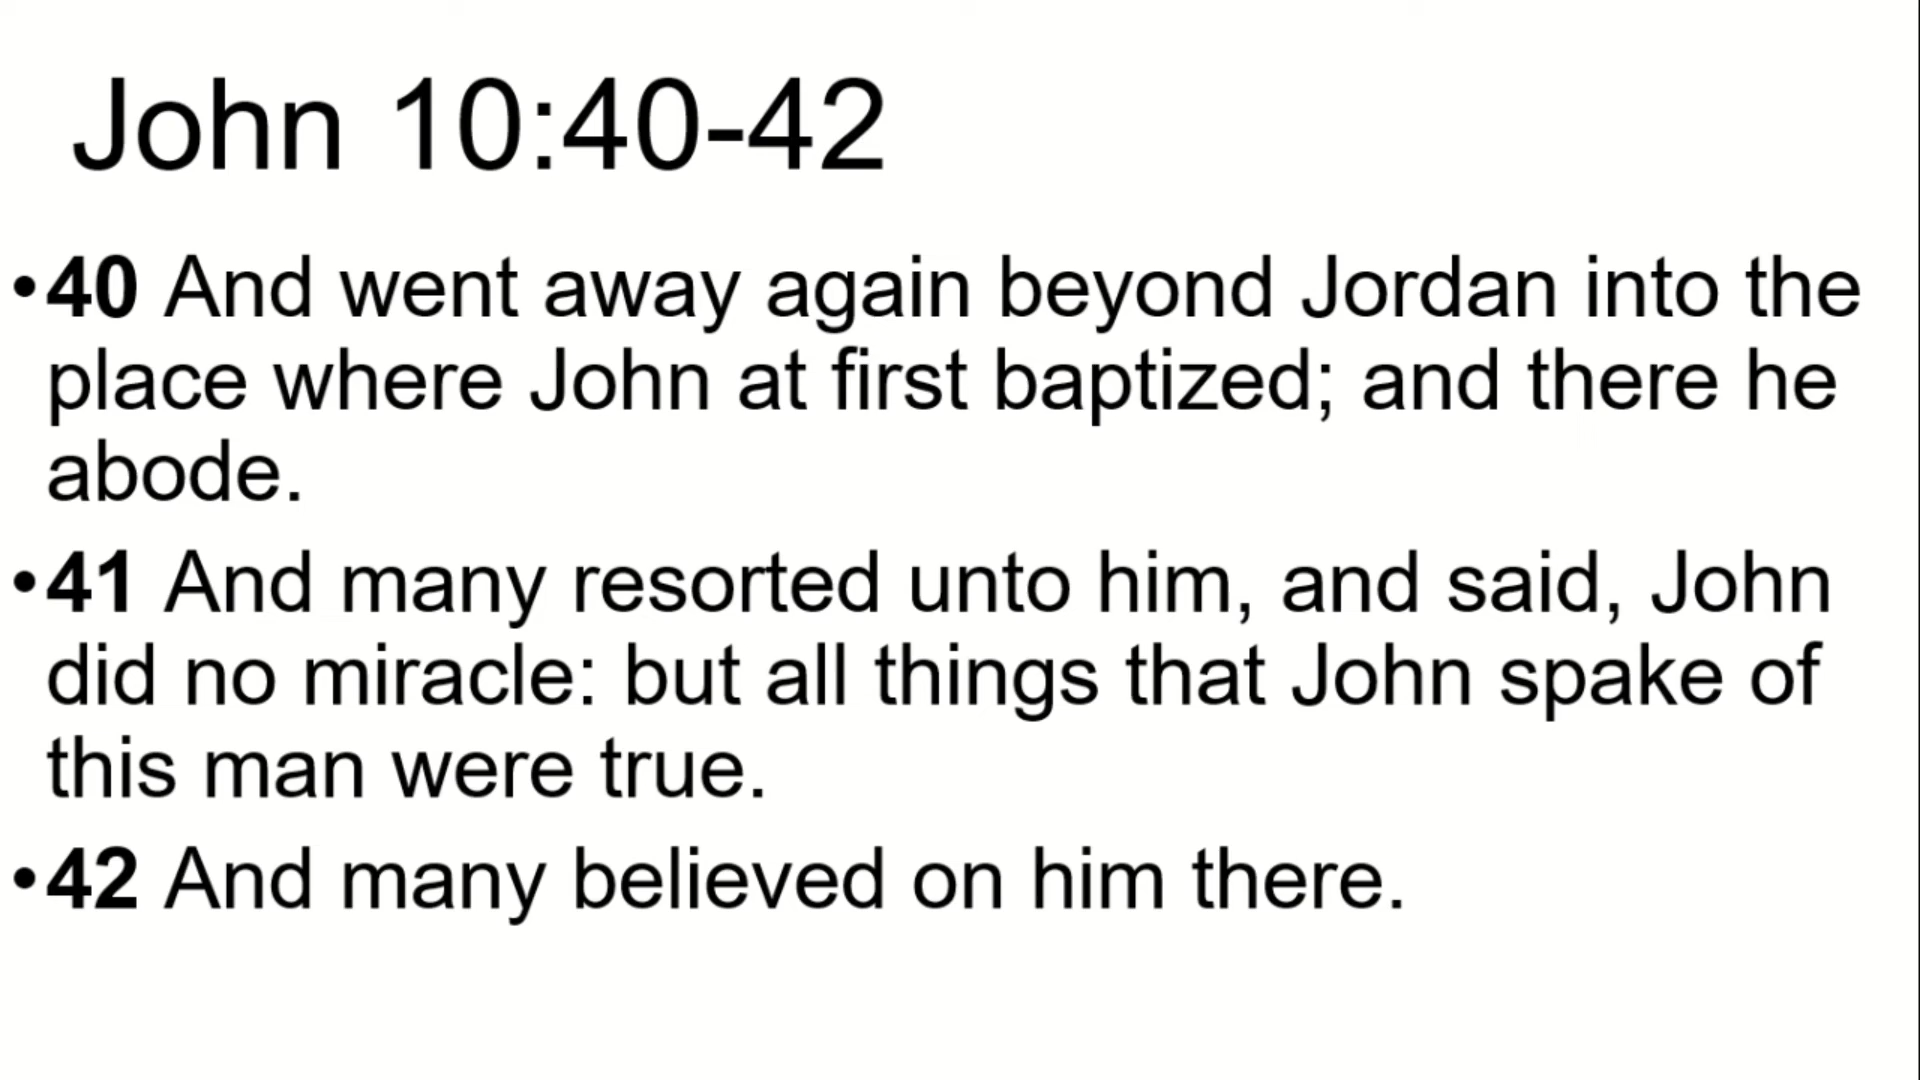 John 10:40-42
•40 And went away again beyond Jordan into the
place where John at first baptized; and there he
abode.
•41 And many resorted unto him, and said, John
did no miracle: but all things that John spake of
this man were true.
•42 And many believed on him there.